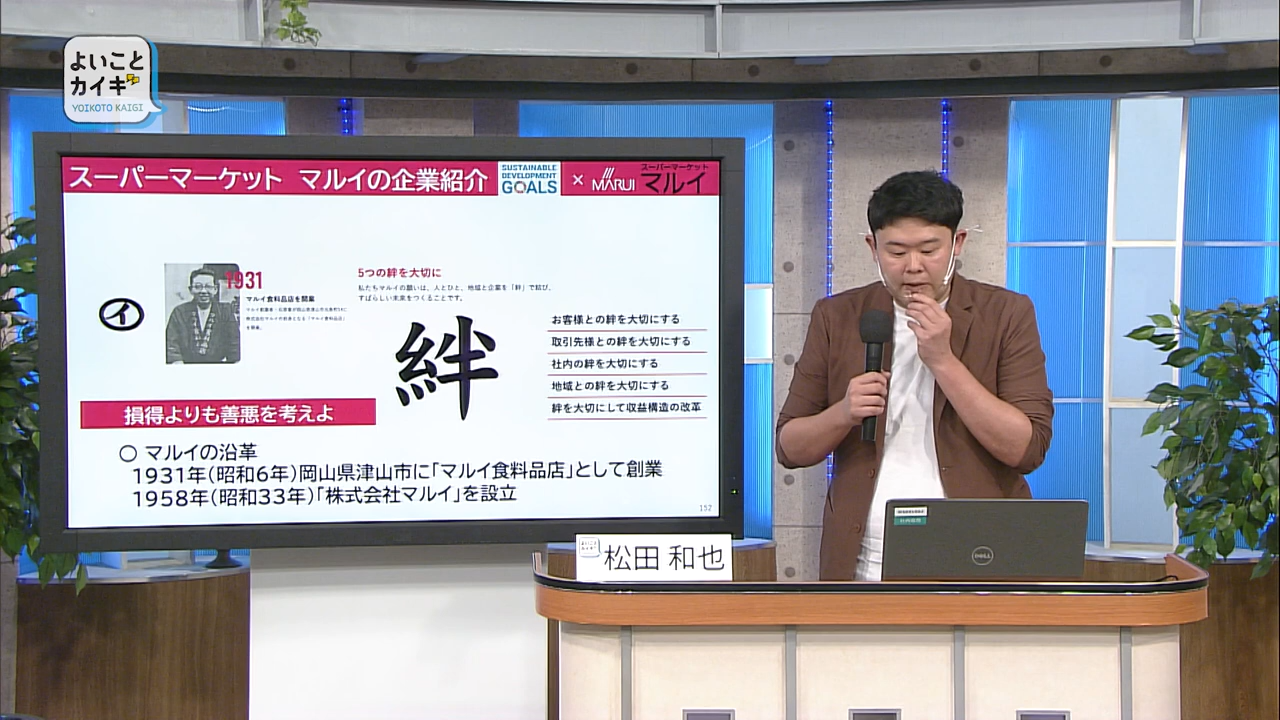 よいこと
カイギ
YOIKOTO KAIGI
スーパーマーケット マルイの企業紹介
SUSTAINABLE
DEVELOPMENT
GOALS
×
MARUI
スーパーマーケット
マルイ
イ
1931
マルイ食料品店を開業
5つの絆を大切に
私たちマルイの願いは、人とひと、地域と企業を「絆」で結び、
すばらしい未来をつくることです。
絆
お客様との絆を大切にする
取引先様との絆を大切にする
社内の絆を大切にする
地域との絆を大切にする
絆を大切にして収益構造の改革
損得よりも善悪を考えよ
○ マルイの沿革
1931年(昭和6年)岡山県津山市に「マルイ食料品店」として創業
1958年(昭和33年)「株式会社マルイ」を設立
152
よいこと
カイギ
松田 和也
DELL